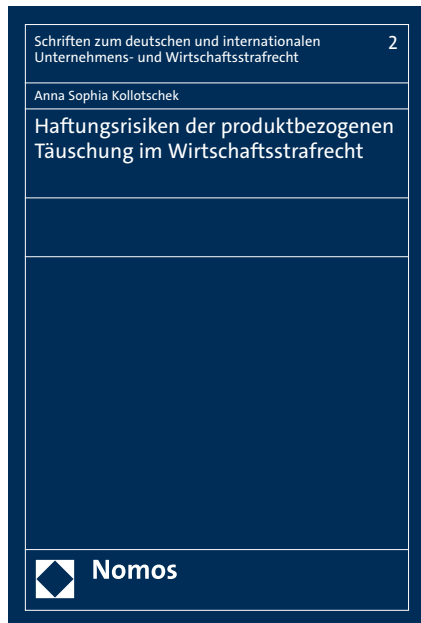 Schriften zum deutschen und internationalen 2
Unternehmens- und Wirtschaftsstrafrecht
Anna Sophia Kollotschek
Haftungsrisiken der produktbezogenen
Täuschung im Wirtschaftsstrafrecht
Nomos